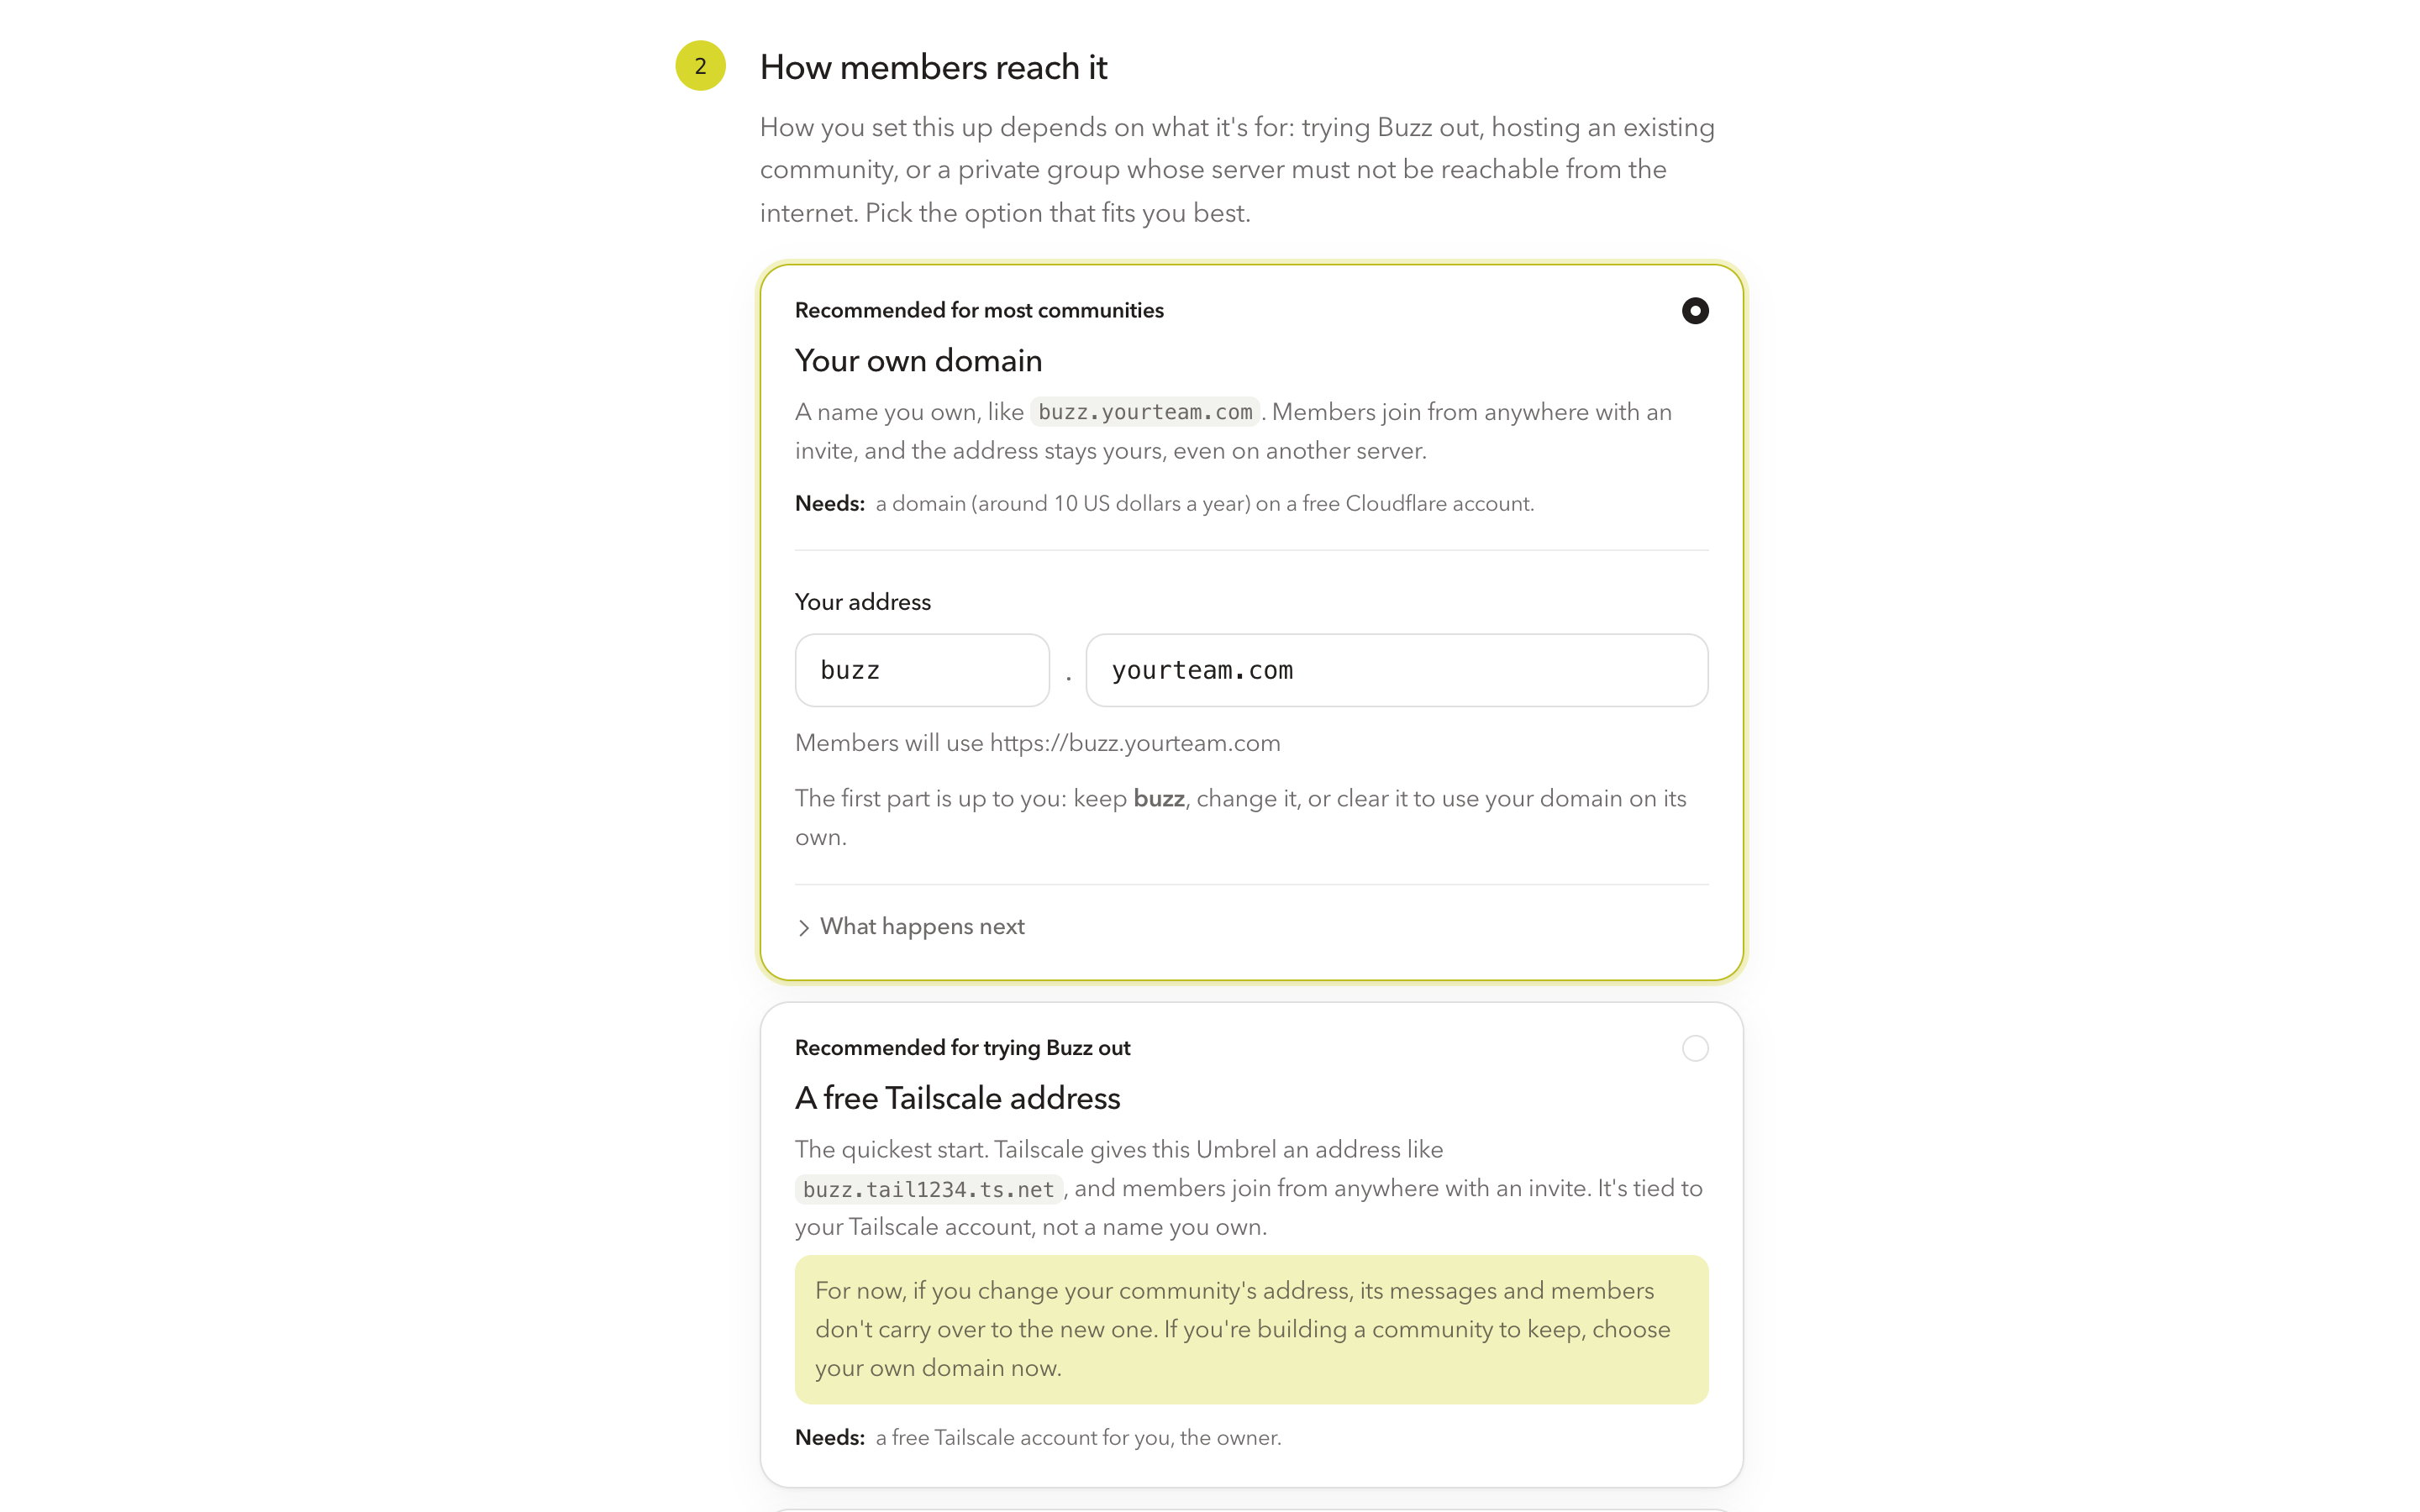 2
How members reach it
How you set this up depends on what it's for: trying Buzz out, hosting an existing
community, or a private group whose server must not be reachable from the
internet. Pick the option that fits you best.
Recommended for most communities
Your own domain
A name you own, like buzz.yourteam.com. Members join from anywhere with an
invite, and the address stays yours, even on another server.
Needs: a domain (around 10 US dollars a year) on a free Cloudflare account.
Your address
buzz . yourteam.com
Members will use https://buzz.yourteam.com
The first part is up to you: keep buzz, change it, or clear it to use your domain on its
own.
What happens next
Recommended for trying Buzz out
A free Tailscale address
The quickest start. Tailscale gives this Umbrel an address like
buzz.tail1234.ts.net, and members join from anywhere with an invite. It's tied to
your Tailscale account, not a name you own.
For now, if you change your community's address, its messages and members
don't carry over to the new one. If you're building a community to keep, choose
your own domain now.
Needs: a free Tailscale account for you, the owner.